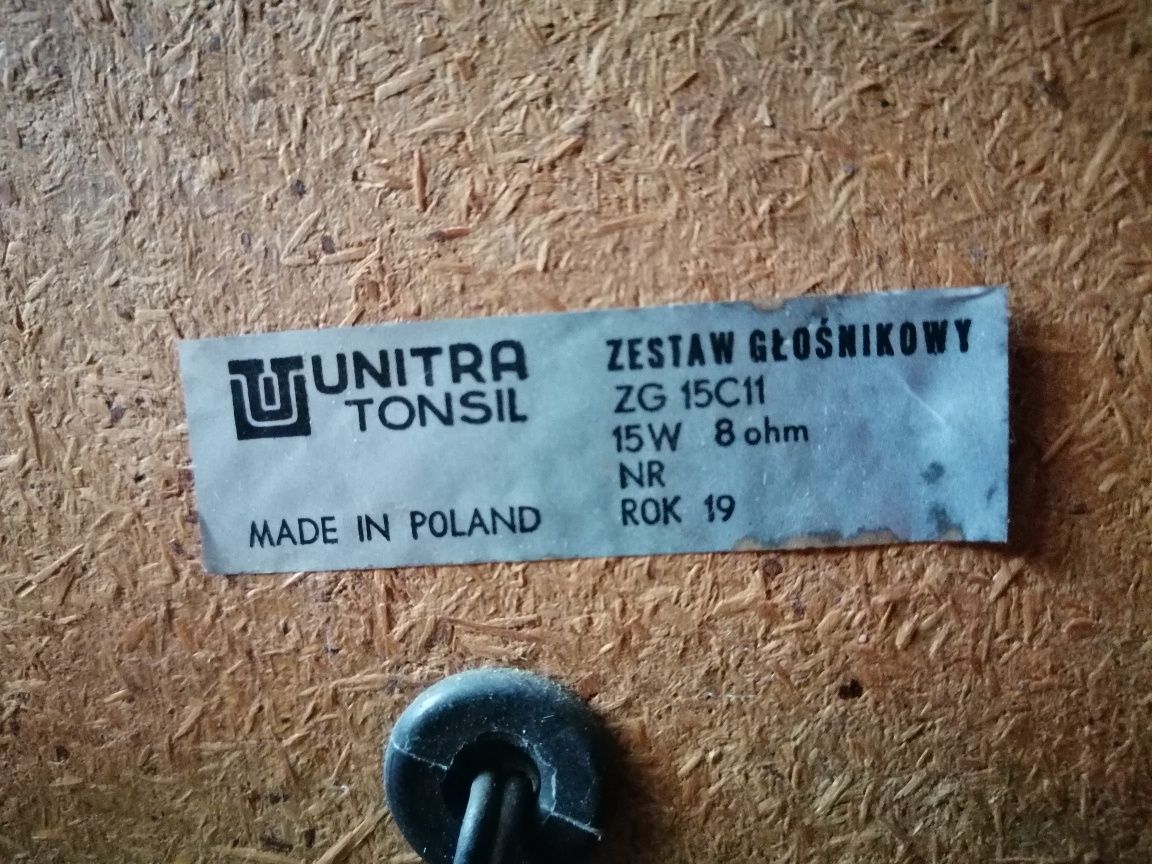 UNITRA
TONSIL
MADE IN POLAND
ZESTAW GŁOŚNIKOWY
ZG 15C11
15W 8 ohm
NR
ROK 19